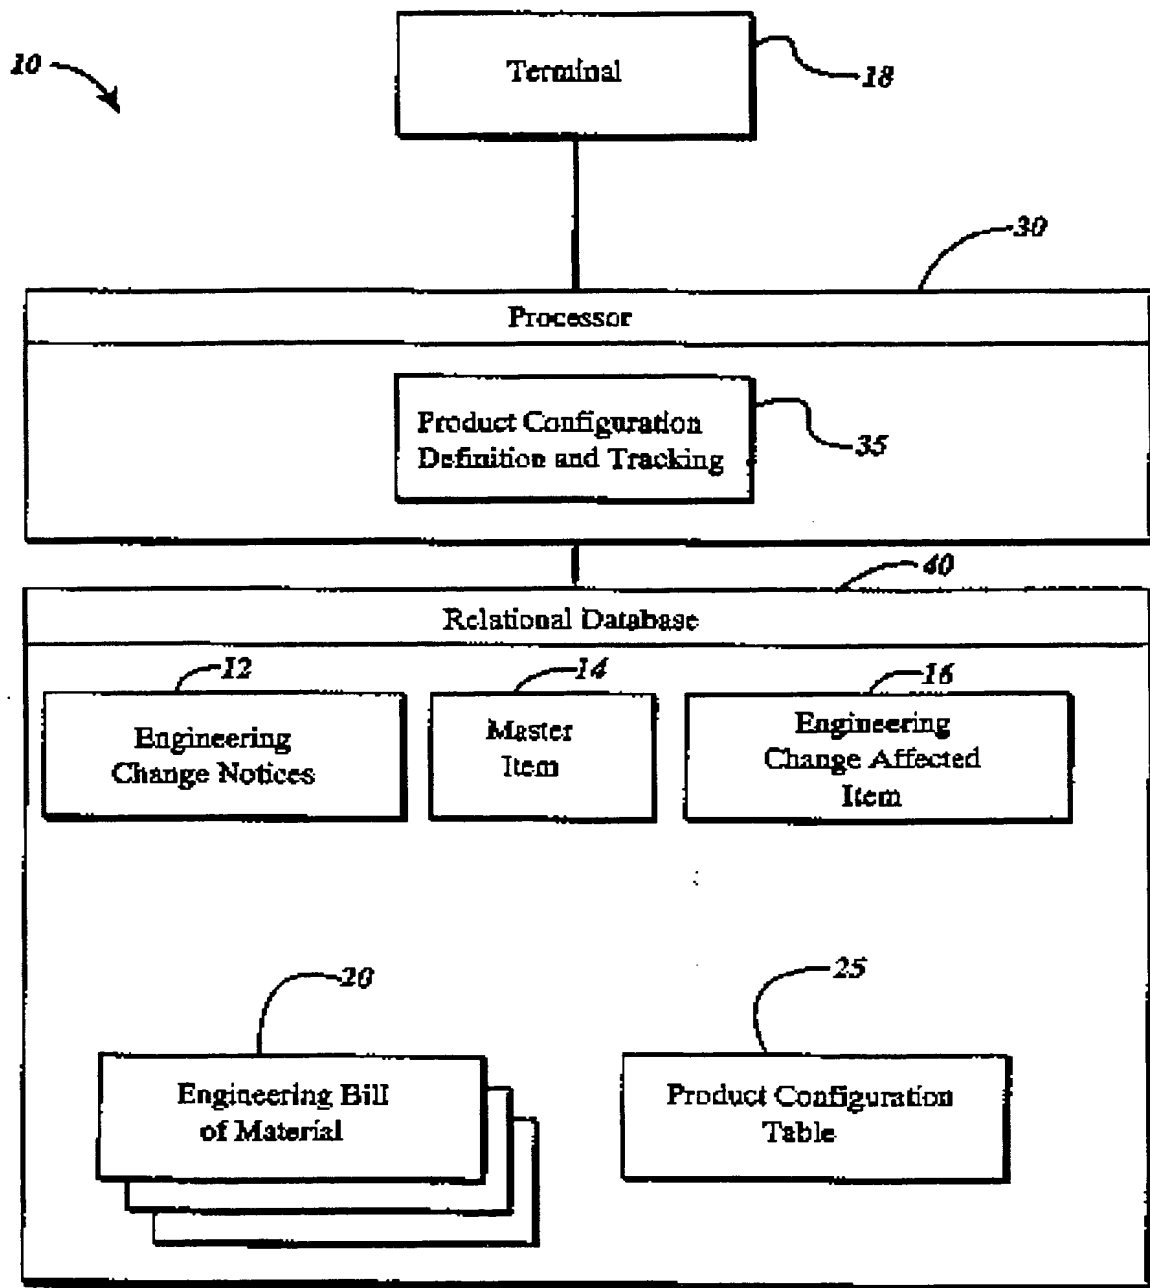 10
Terminal
18
30
Processor
Product Configuration
Definition and Tracking
35
40
Relational Database
12
14
16
Engineering
Change Notices
Master
Item
Engineering
Change Affected
Item
20
25
Engineering Bill
of Material
Product Configuration
Table